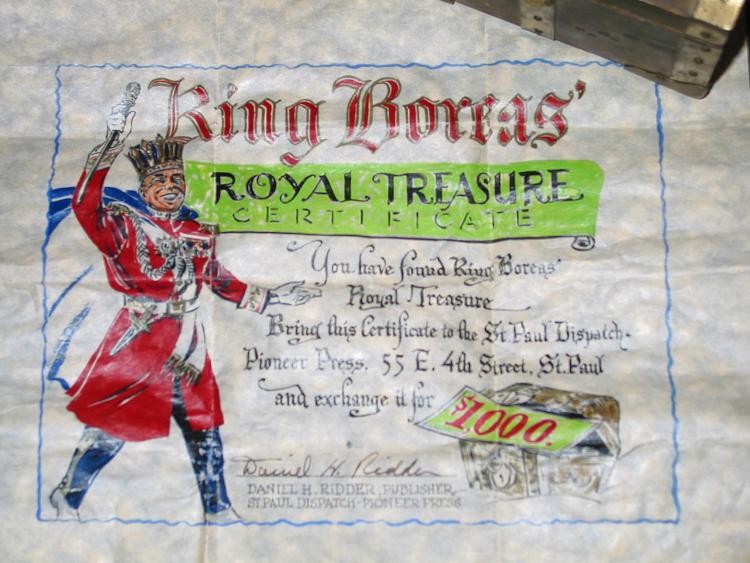 King Boreas'
ROYAL TREASURE
CERTIFICATE
You have found King Boreas'
Royal Treasure
Bring this Certificate to the St. Paul Dispatch-
Pioneer Press, 55 E. 4th Street, St. Paul
and exchange it for
$1000.
Daniel H. Ridder
DANIEL H. RIDDER, PUBLISHER,
ST. PAUL DISPATCH-PIONEER PRESS